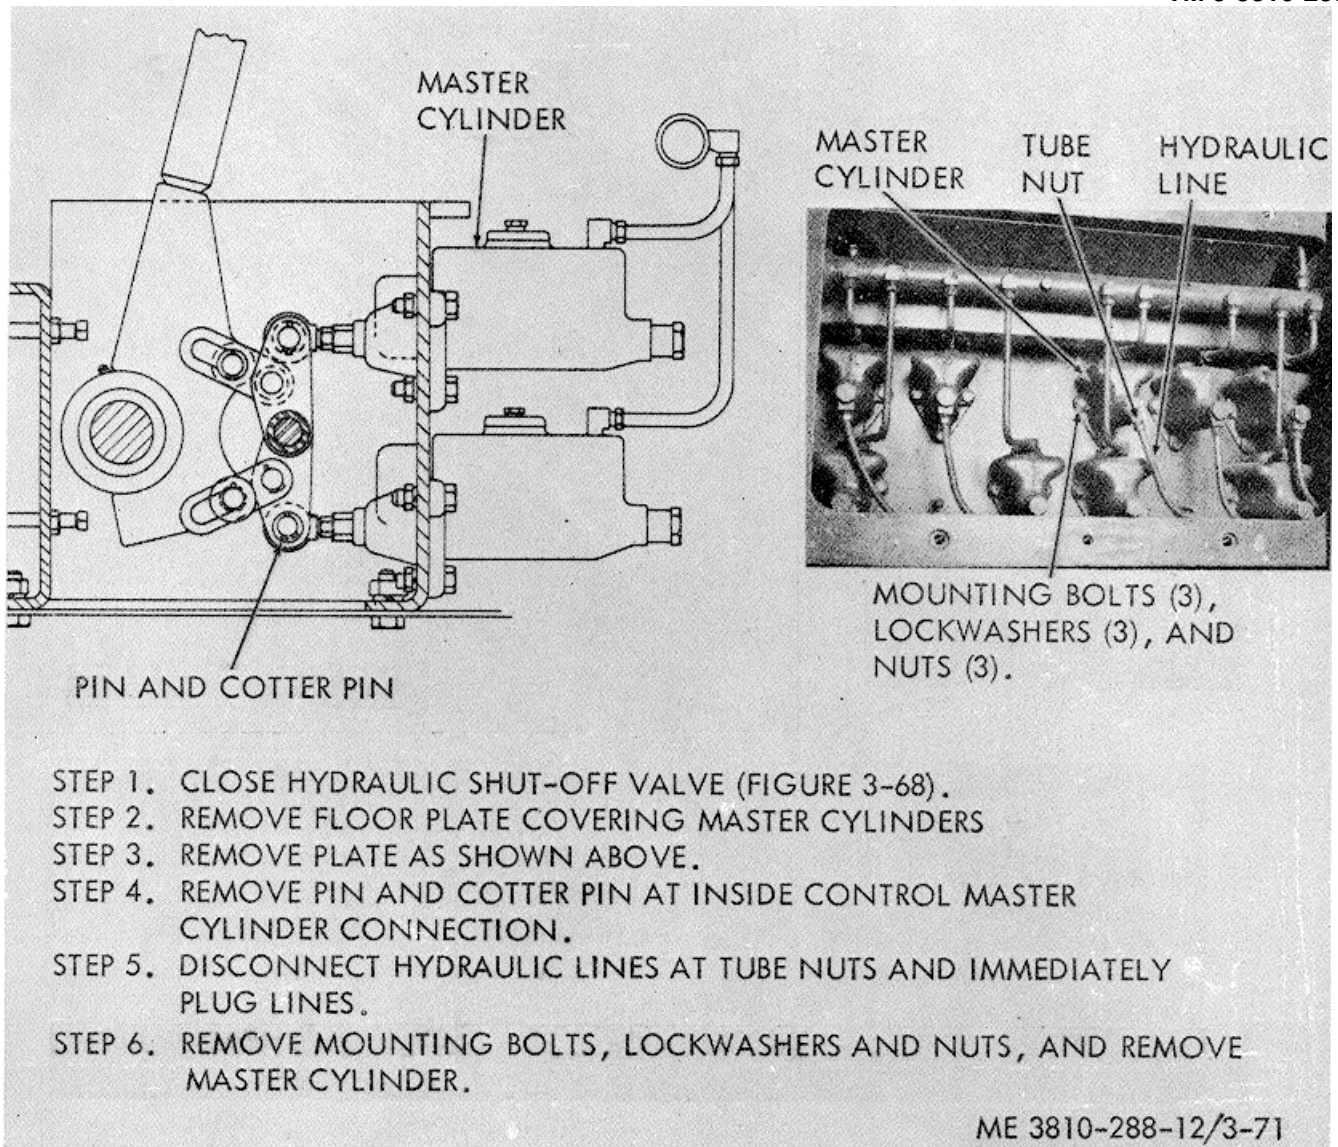 MASTER
CYLINDER
MASTER
CYLINDER
TUBE
NUT
HYDRAULIC
LINE
MOUNTING BOLTS (3),
LOCKWASHERS (3), AND
NUTS (3).
PIN AND COTTER PIN
STEP 1. CLOSE HYDRAULIC SHUT-OFF VALVE (FIGURE 3-68).
STEP 2. REMOVE FLOOR PLATE COVERING MASTER CYLINDERS
STEP 3. REMOVE PLATE AS SHOWN ABOVE.
STEP 4. REMOVE PIN AND COTTER PIN AT INSIDE CONTROL MASTER
CYLINDER CONNECTION.
STEP 5. DISCONNECT HYDRAULIC LINES AT TUBE NUTS AND IMMEDIATELY
PLUG LINES.
STEP 6. REMOVE MOUNTING BOLTS, LOCKWASHERS AND NUTS, AND REMOVE
MASTER CYLINDER.
ME 3810-288-12/3-71